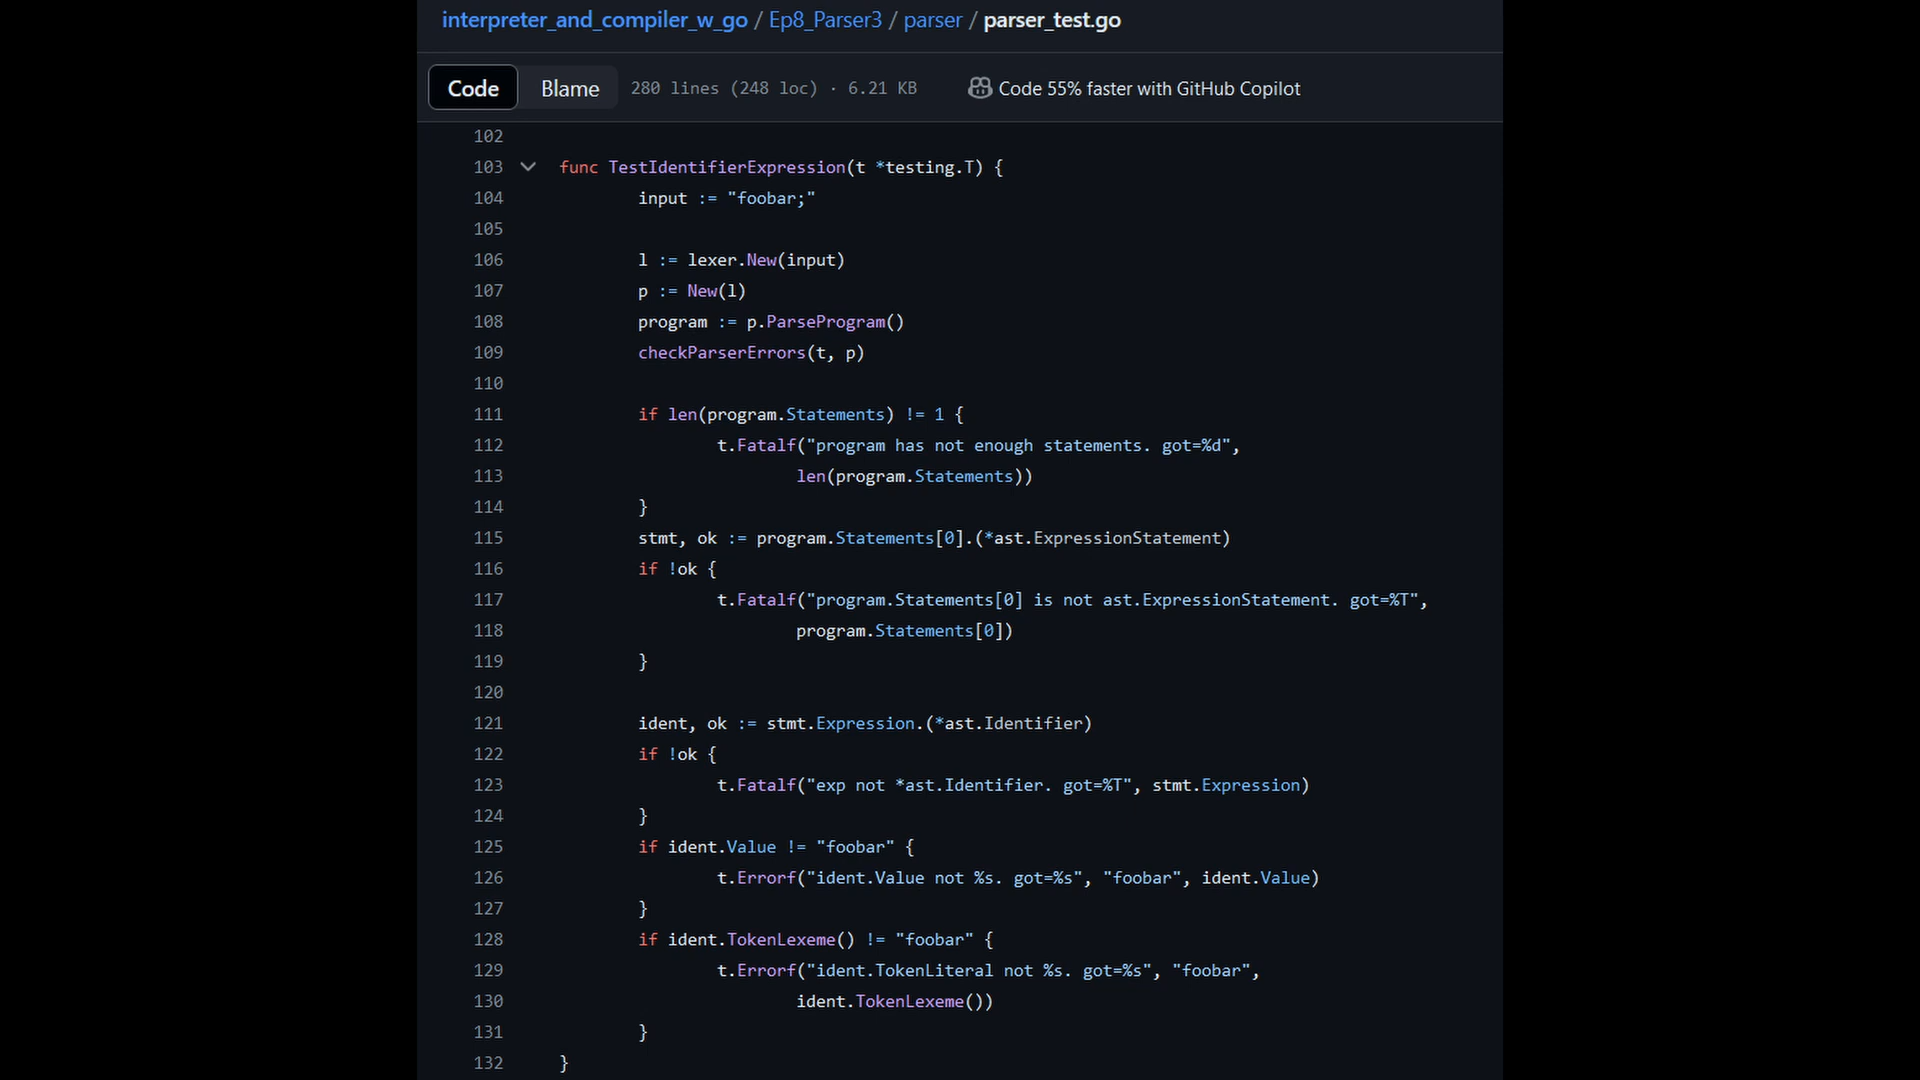 interpreter_and_compiler_w_go / Ep8_Parser3 / parser / parser_test.go
Code Blame 280 lines (248 loc) · 6.21 KB Code 55% faster with GitHub Copilot
102
103 func TestIdentifierExpression(t *testing.T) {
104 input := "foobar;"
105
106 l := lexer.New(input)
107 p := New(l)
108 program := p.ParseProgram()
109 checkParserErrors(t, p)
110
111 if len(program.Statements) != 1 {
112 t.Fatalf("program has not enough statements. got=%d",
113 len(program.Statements))
114 }
115 stmt, ok := program.Statements[0].(*ast.ExpressionStatement)
116 if !ok {
117 t.Fatalf("program.Statements[0] is not ast.ExpressionStatement. got=%T",
118 program.Statements[0])
119 }
120
121 ident, ok := stmt.Expression.(*ast.Identifier)
122 if !ok {
123 t.Fatalf("exp not *ast.Identifier. got=%T", stmt.Expression)
124 }
125 if ident.Value != "foobar" {
126 t.Errorf("ident.Value not %s. got=%s", "foobar", ident.Value)
127 }
128 if ident.TokenLexeme() != "foobar" {
129 t.Errorf("ident.TokenLiteral not %s. got=%s", "foobar",
130 ident.TokenLexeme())
131 }
132 }